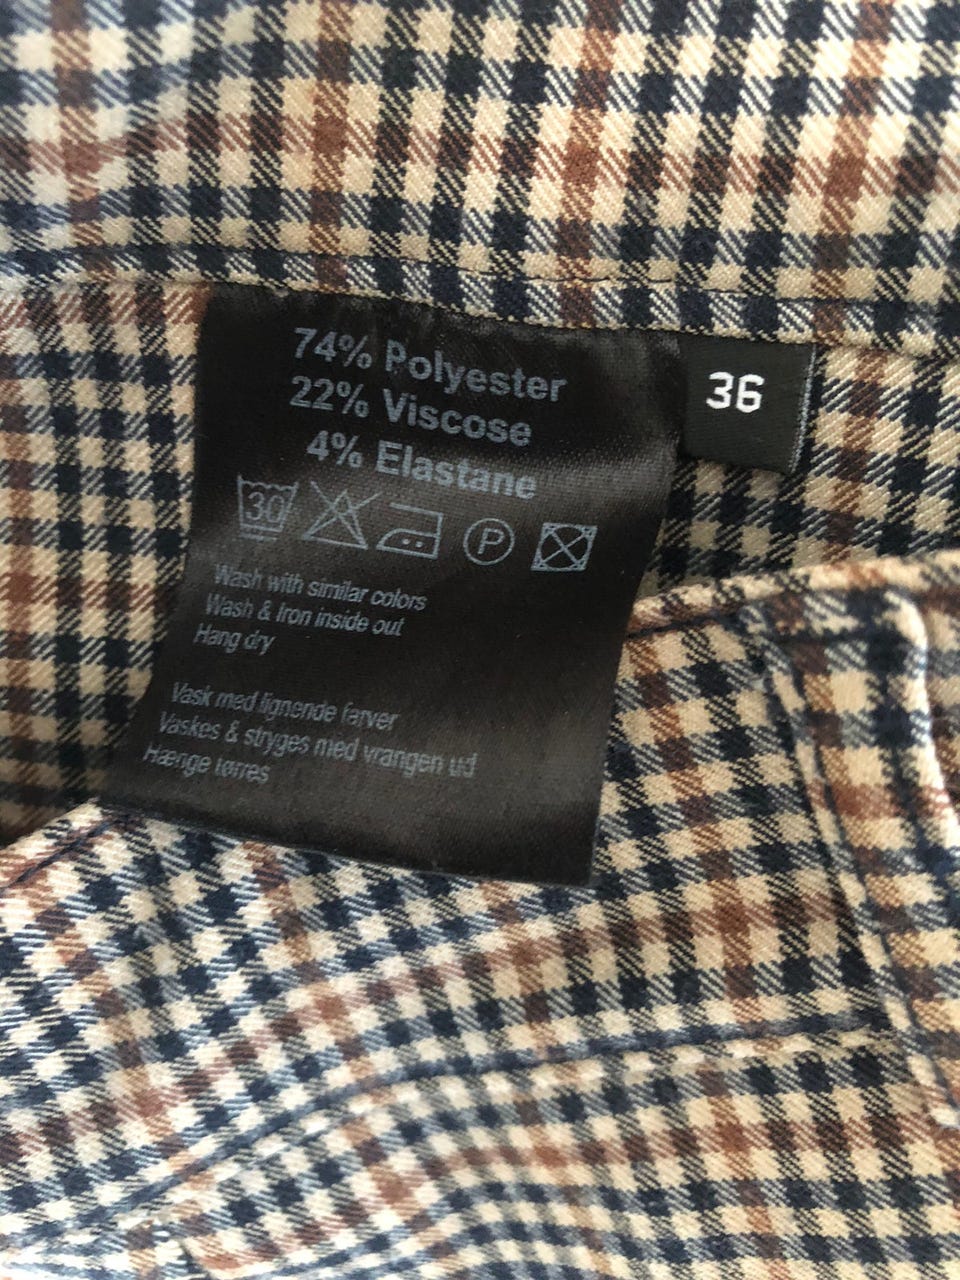 74% Polyester
22% Viscose
4% Elastane
36
30
P
Wash with similar colors
Wash & Iron inside out
Hang dry
Vask med lignende farver
Vaskes & stryges med vrangen ud
Hænge tørres